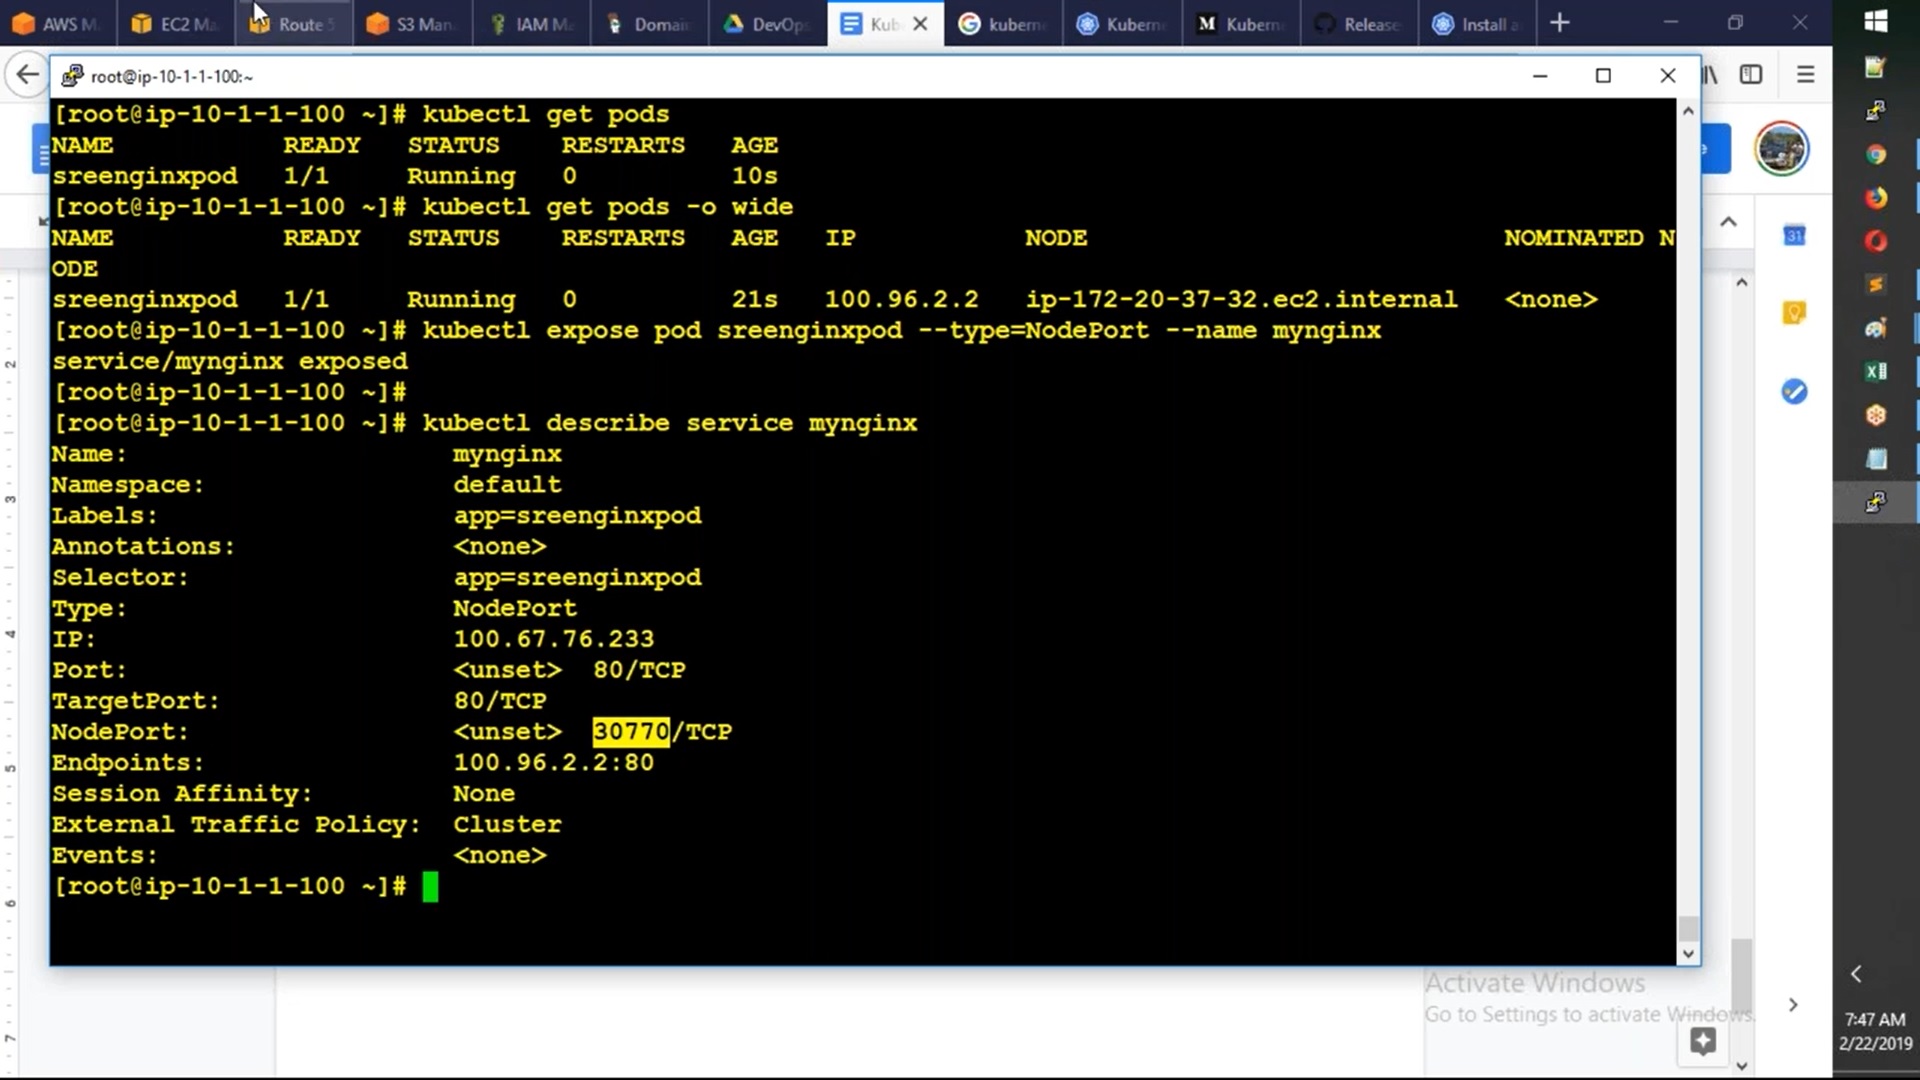 AWS M
EC2 Ma
Route 5
S3 Man
IAM M
Domai
DevOp
Kub
kubern
Kubern
Kubern
Release
Install a
root@ip-10-1-1-100:~
[root@ip-10-1-1-100 ~]# kubectl get pods
NAME READY STATUS RESTARTS AGE
sreenginxpod 1/1 Running 0 10s
[root@ip-10-1-1-100 ~]# kubectl get pods -o wide
NAME READY STATUS RESTARTS AGE IP NODE NOMINATED N
ODE
sreenginxpod 1/1 Running 0 21s 100.96.2.2 ip-172-20-37-32.ec2.internal <none>
[root@ip-10-1-1-100 ~]# kubectl expose pod sreenginxpod --type=NodePort --name mynginx
service/mynginx exposed
[root@ip-10-1-1-100 ~]#
[root@ip-10-1-1-100 ~]# kubectl describe service mynginx
Name: mynginx
Namespace: default
Labels: app=sreenginxpod
Annotations: <none>
Selector: app=sreenginxpod
Type: NodePort
IP: 100.67.76.233
Port: <unset> 80/TCP
TargetPort: 80/TCP
NodePort: <unset> 30770/TCP
Endpoints: 100.96.2.2:80
Session Affinity: None
External Traffic Policy: Cluster
Events: <none>
[root@ip-10-1-1-100 ~]#
2
3
4
5
6
7
31
Activate Windows
Go to Settings to activate Windows.
7:47 AM
2/22/2019